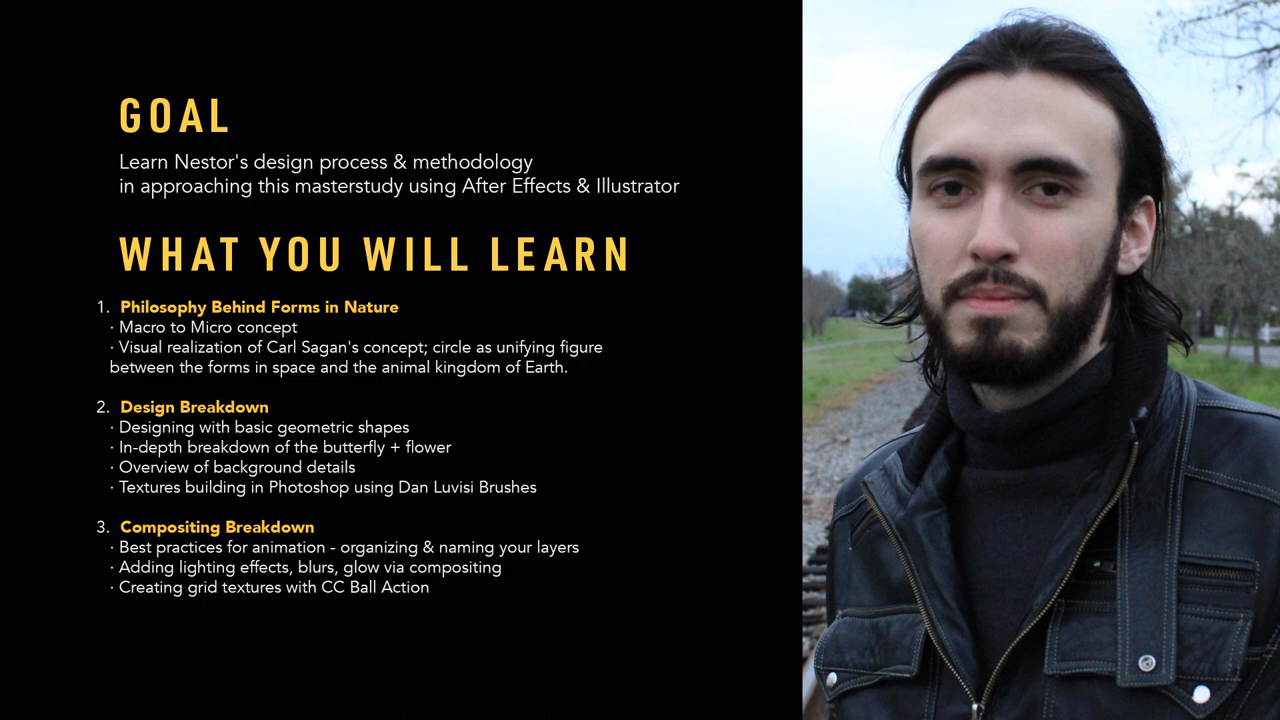 GOAL
Learn Nestor's design process & methodology
in approaching this masterstudy using After Effects & Illustrator
WHAT YOU WILL LEARN
1. Philosophy Behind Forms in Nature
· Macro to Micro concept
· Visual realization of Carl Sagan's concept; circle as unifying figure
between the forms in space and the animal kingdom of Earth.
2. Design Breakdown
· Designing with basic geometric shapes
· In-depth breakdown of the butterfly + flower
· Overview of background details
· Textures building in Photoshop using Dan Luvisi Brushes
3. Compositing Breakdown
· Best practices for animation - organizing & naming your layers
· Adding lighting effects, blurs, glow via compositing
· Creating grid textures with CC Ball Action